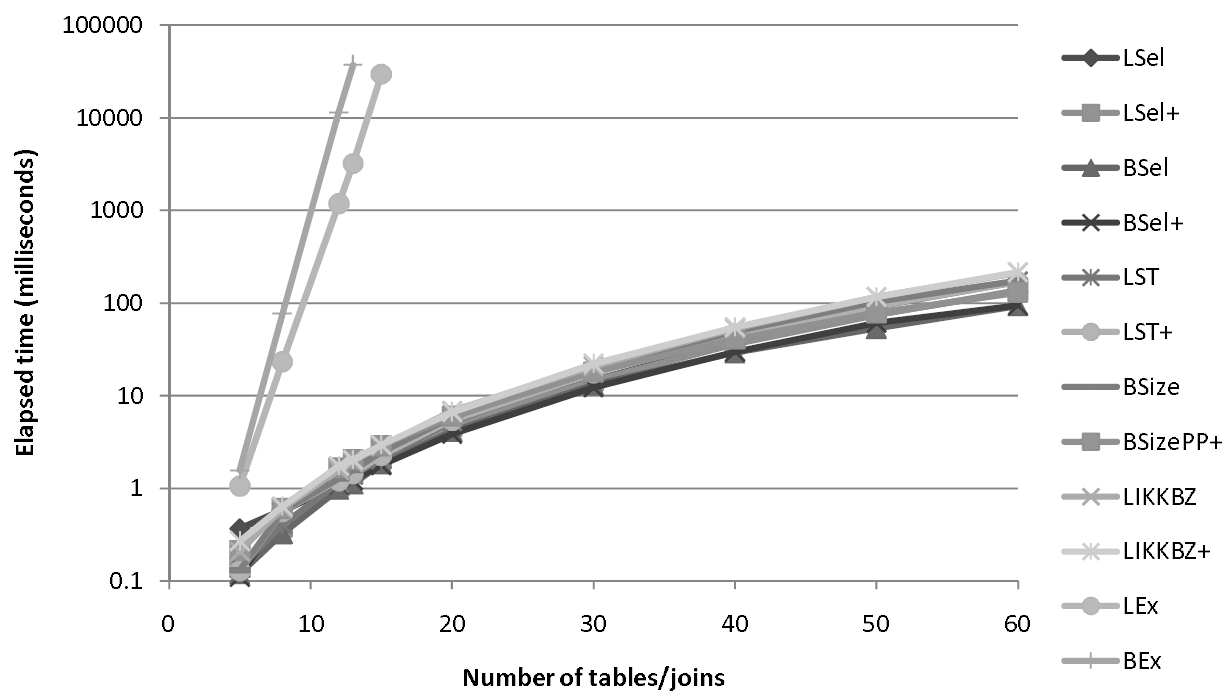 100000
10000
1000
100
10
1
0.1
Elapsed time (milliseconds)
0
10
20
30
40
50
60
Number of tables/joins
LSel
LSel+
BSel
BSel+
LST
LST+
BSize
BSizePP+
LIKKBZ
LIKKBZ+
LEx
BEx